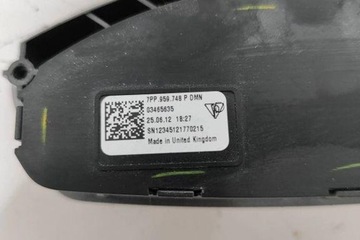 7PP.959.748 P DMN
03465635
25.06.12 18:27
SN12345121770215
Made in United Kingdom